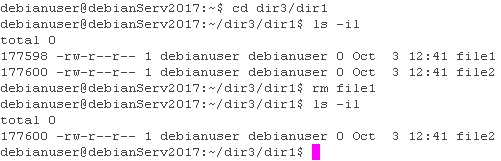 debianuser@debianServ2017:~$ cd dir3/dir1
debianuser@debianServ2017:~/dir3/dir1$ ls -il
total 0
177598 -rw-r--r-- 1 debianuser debianuser 0 Oct  3 12:41 file1
177600 -rw-r--r-- 1 debianuser debianuser 0 Oct  3 12:41 file2
debianuser@debianServ2017:~/dir3/dir1$ rm file1
debianuser@debianServ2017:~/dir3/dir1$ ls -il
total 0
177600 -rw-r--r-- 1 debianuser debianuser 0 Oct  3 12:41 file2
debianuser@debianServ2017:~/dir3/dir1$